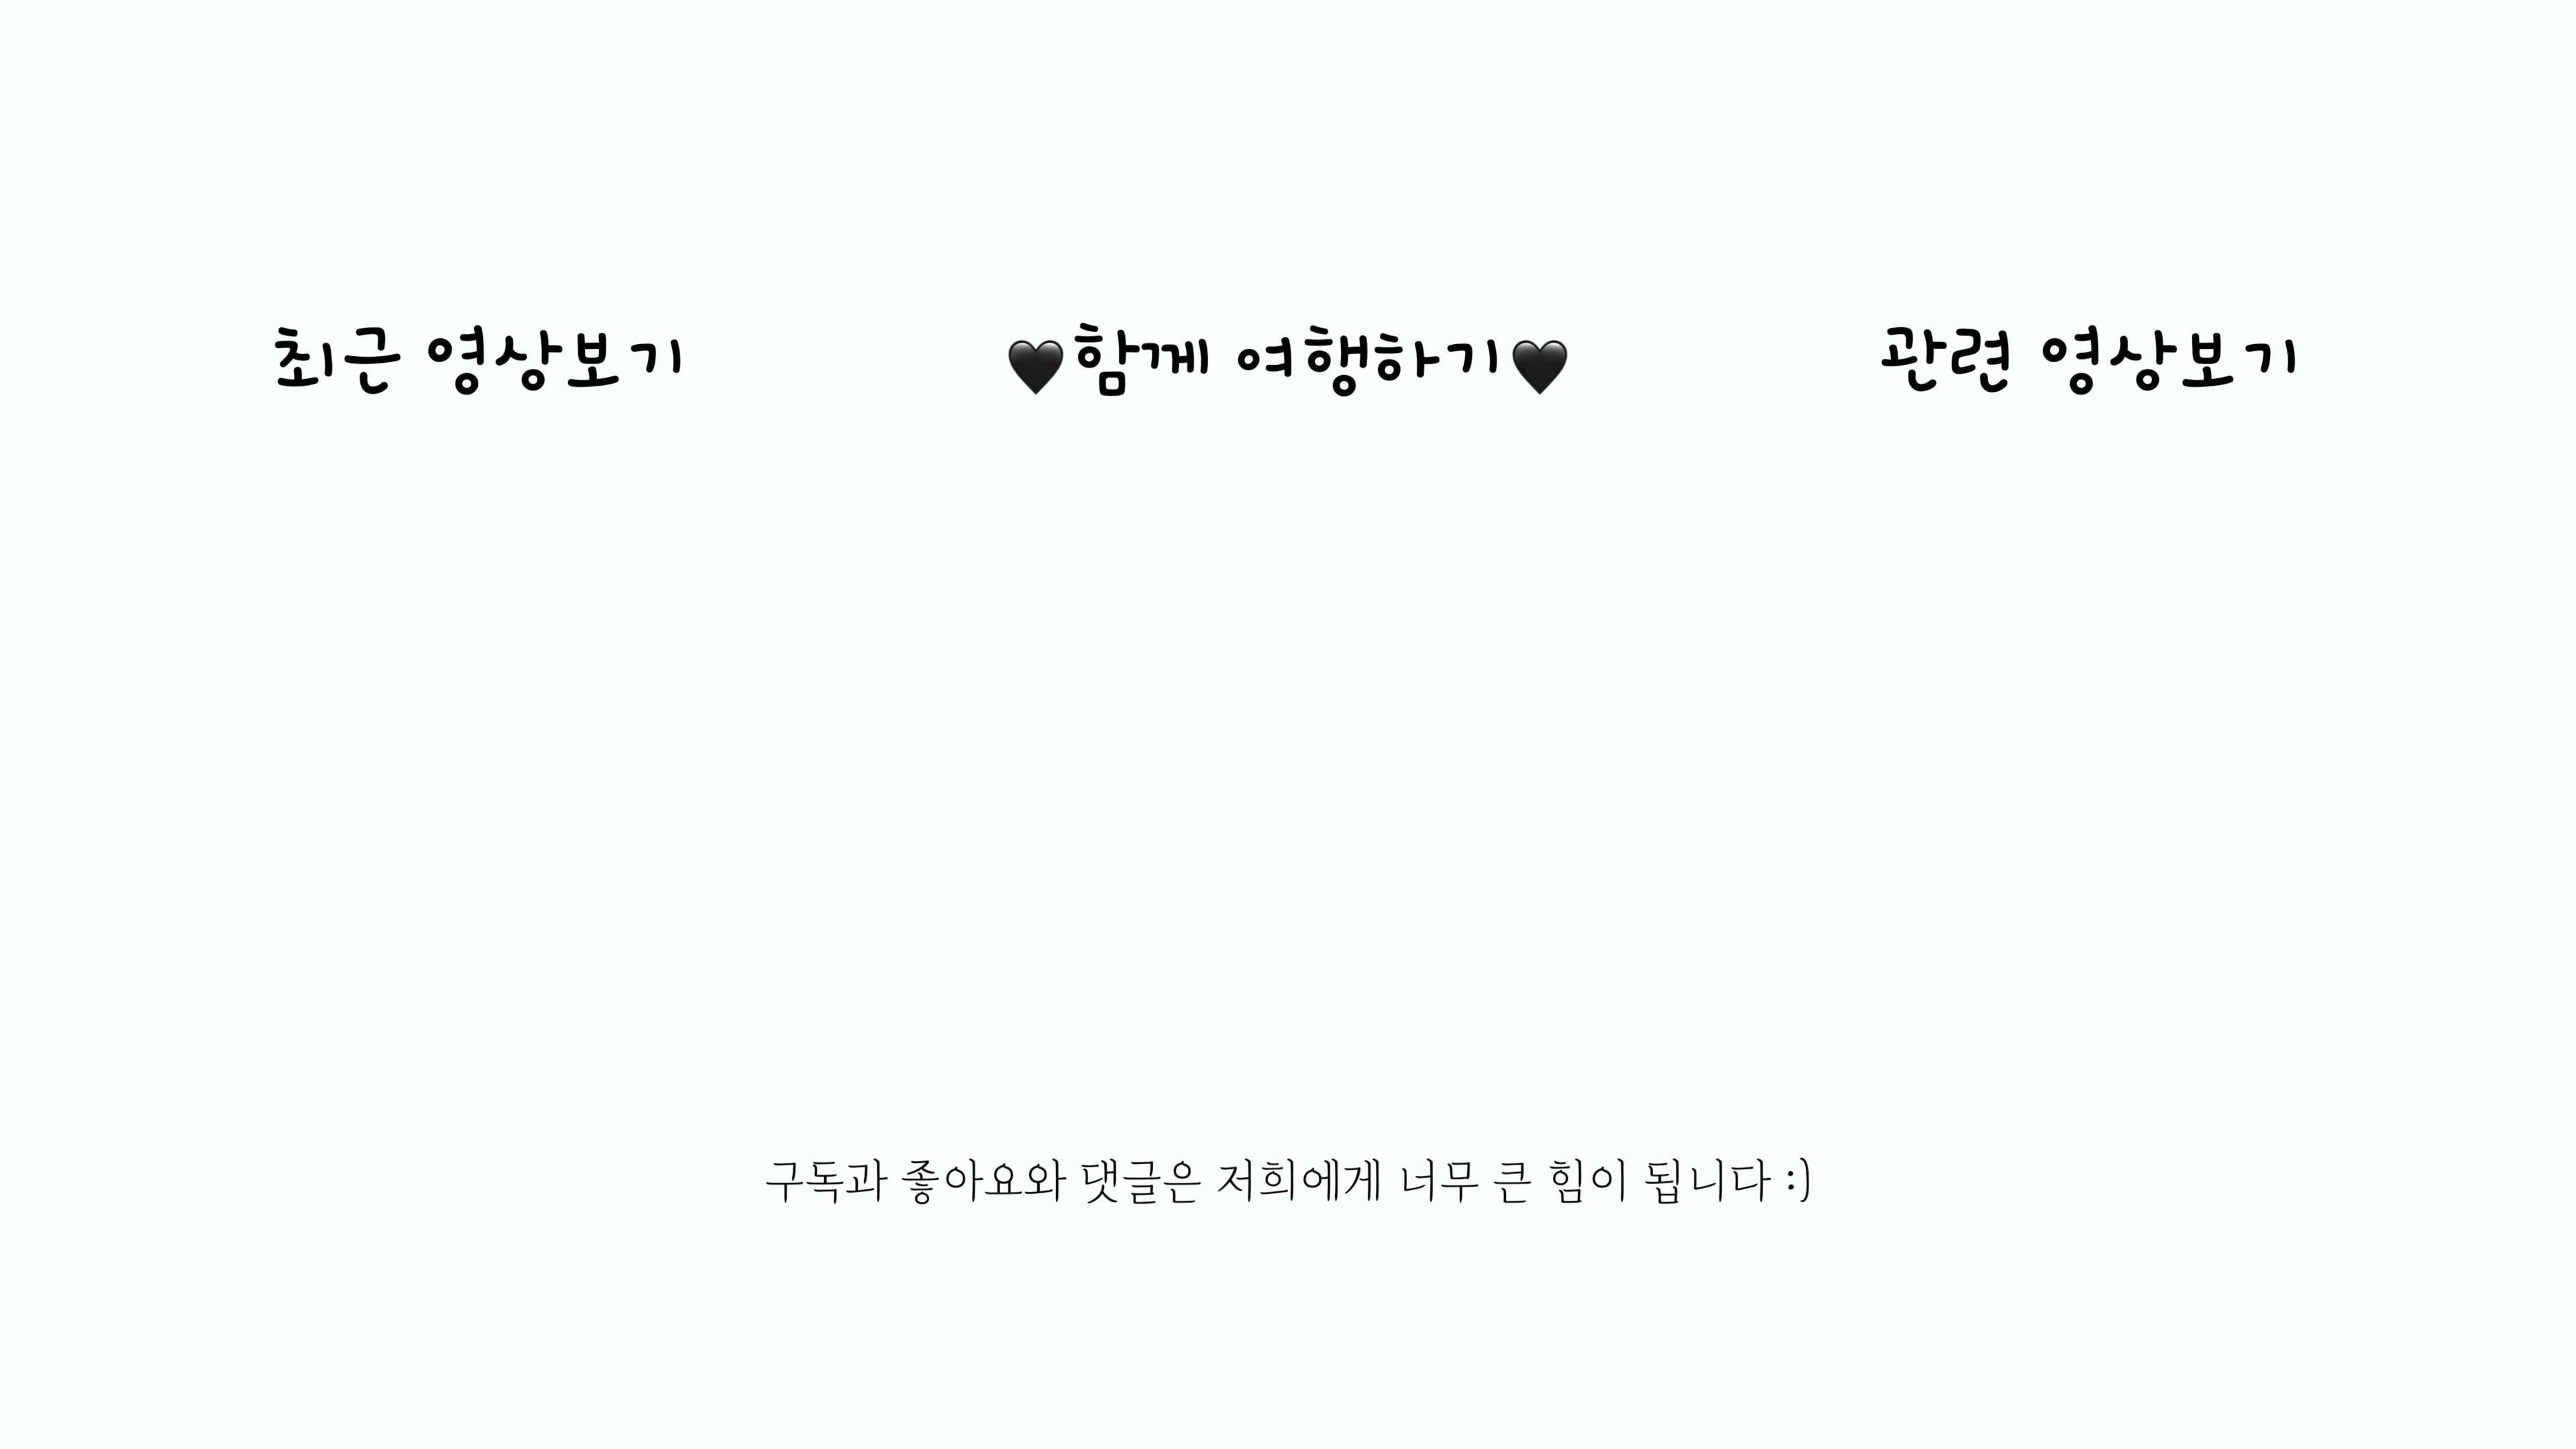 최근 영상보기
🖤함께 여행하기🖤
관련 영상보기
구독과 좋아요와 댓글은 저희에게 너무 큰 힘이 됩니다 :)